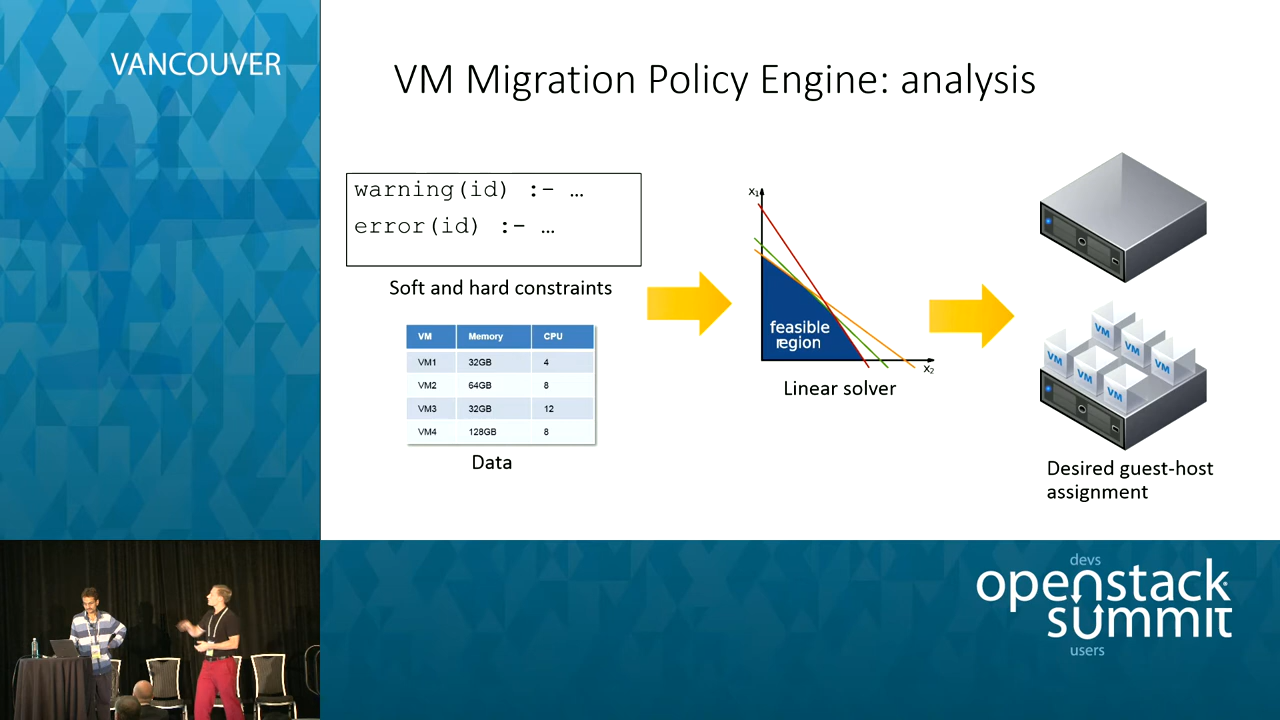 VANCOUVER
VM Migration Policy Engine: analysis
warning(id) :- …
error(id) :- …
Soft and hard constraints
VM Memory CPU
VM1 32GB 4
VM2 64GB 8
VM3 32GB 12
VM4 128GB 8
Data
x1
feasible
region
x2
Linear solver
VM
VM
VM
VM
VM
VM
Desired guest-host
assignment
devs
openstack
summit
users